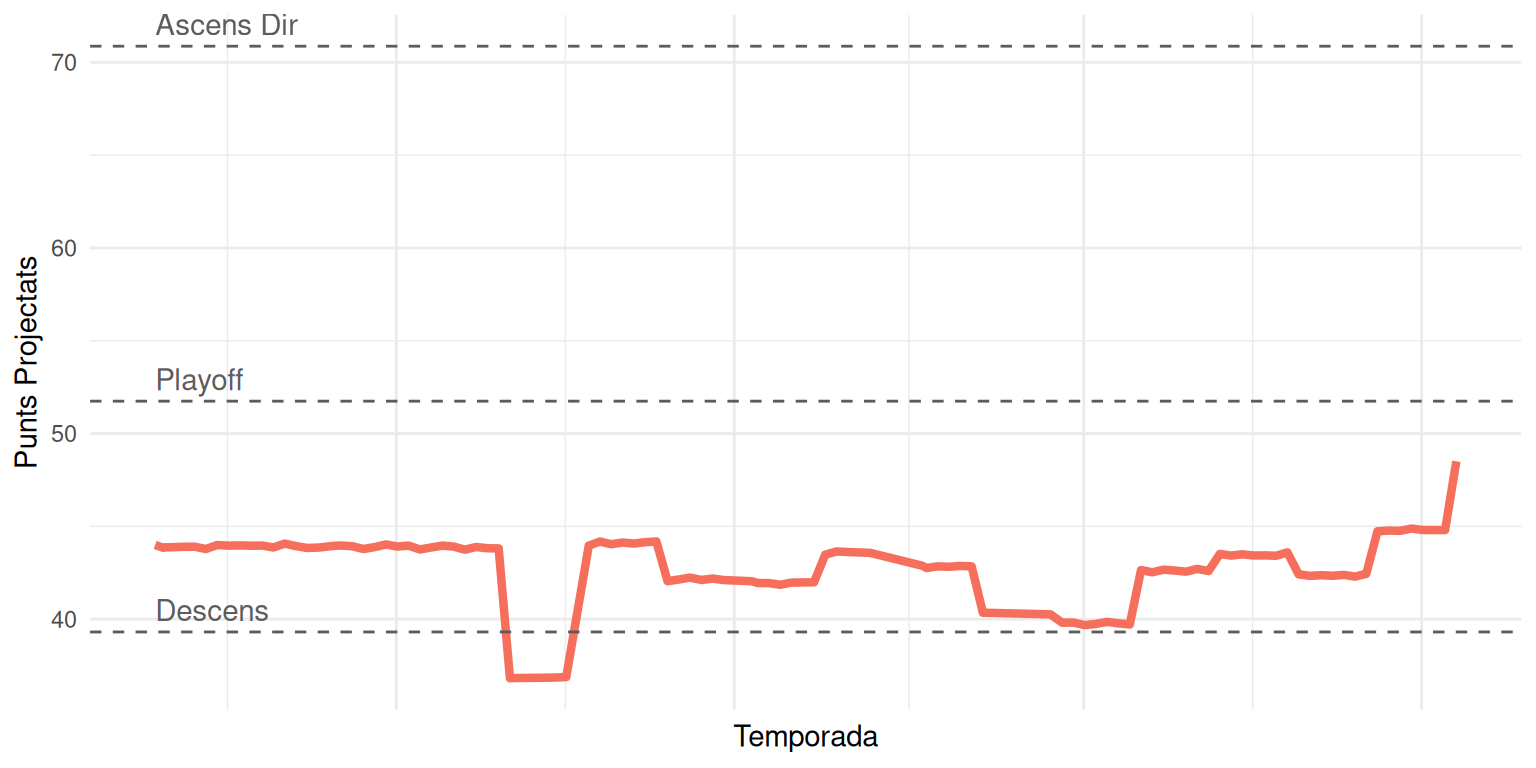 Ascens Dir
70
60
Playoff
50
Descens
40
Punts Projectats
Temporada